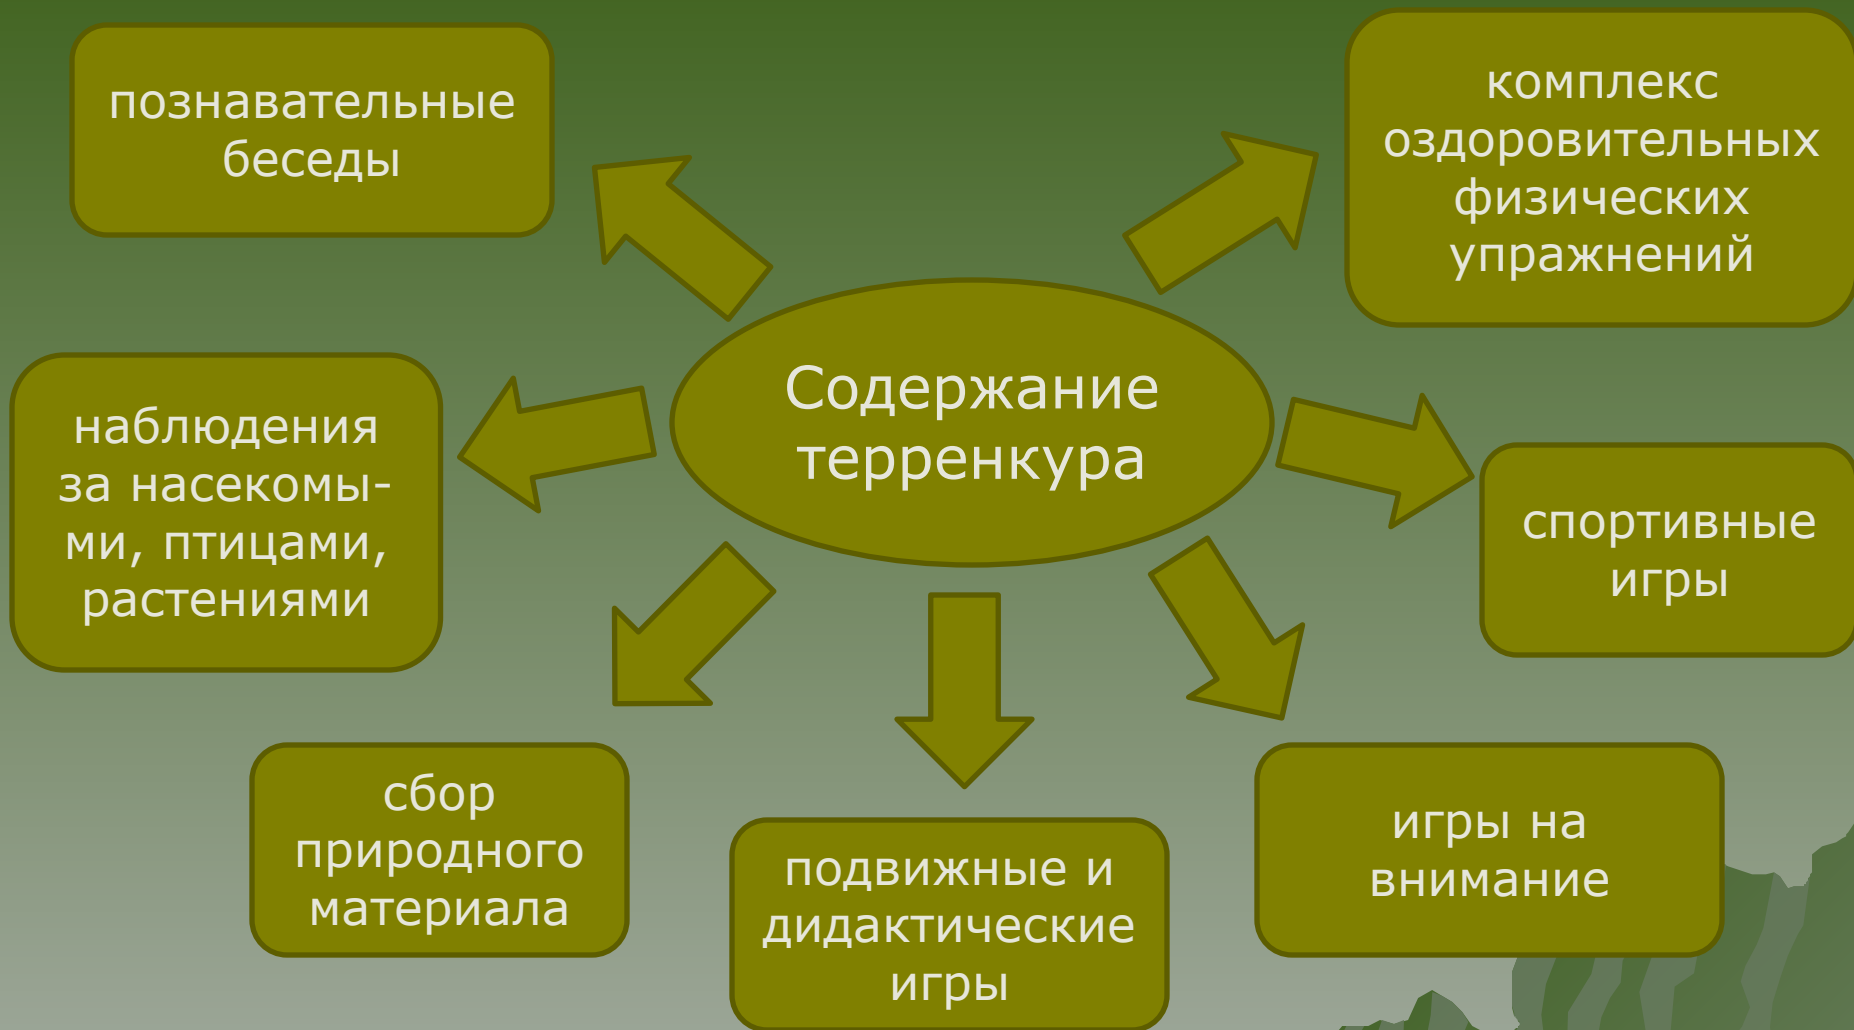 познавательные
беседы
комплекс
оздоровительных
физических
упражнений
Содержание
терренкура
наблюдения
за насекомы-
ми, птицами,
растениями
спортивные
игры
сбор
природного
материала
подвижные и
дидактические
игры
игры на
внимание